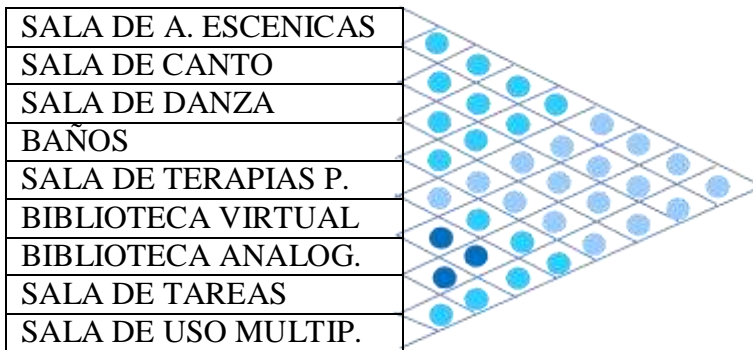 SALA DE A. ESCENICAS
SALA DE CANTO
SALA DE DANZA
BAÑOS
SALA DE TERAPIAS P.
BIBLIOTECA VIRTUAL
BIBLIOTECA ANALOG.
SALA DE TAREAS
SALA DE USO MULTIP.